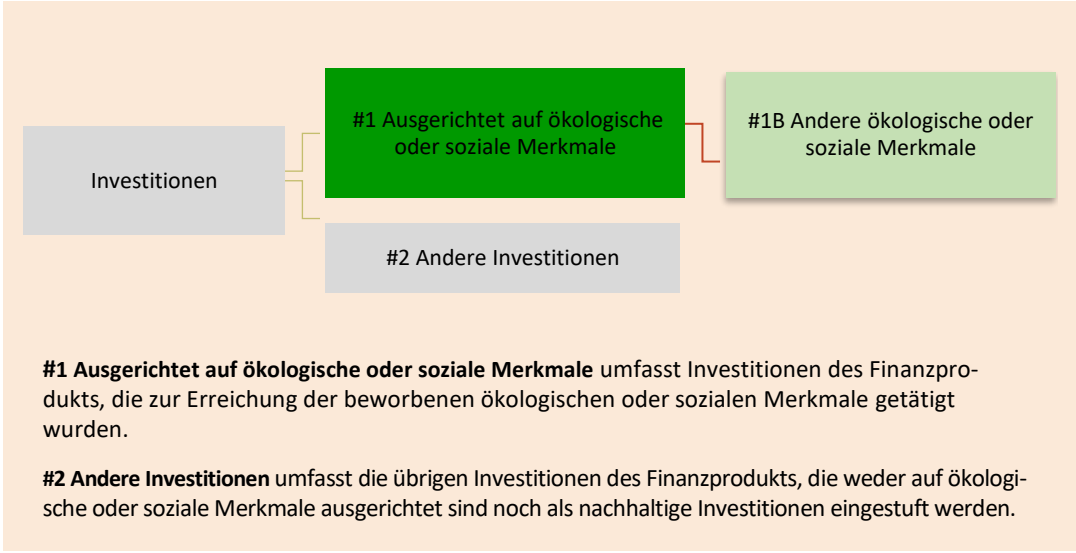 #1 Ausgerichtet auf ökologische
oder soziale Merkmale
#1B Andere ökologische oder
soziale Merkmale
Investitionen
#2 Andere Investitionen
#1 Ausgerichtet auf ökologische oder soziale Merkmale umfasst Investitionen des Finanzpro-
dukts, die zur Erreichung der beworbenen ökologischen oder sozialen Merkmale getätigt
wurden.
#2 Andere Investitionen umfasst die übrigen Investitionen des Finanzprodukts, die weder auf ökologi-
sche oder soziale Merkmale ausgerichtet sind noch als nachhaltige Investitionen eingestuft werden.